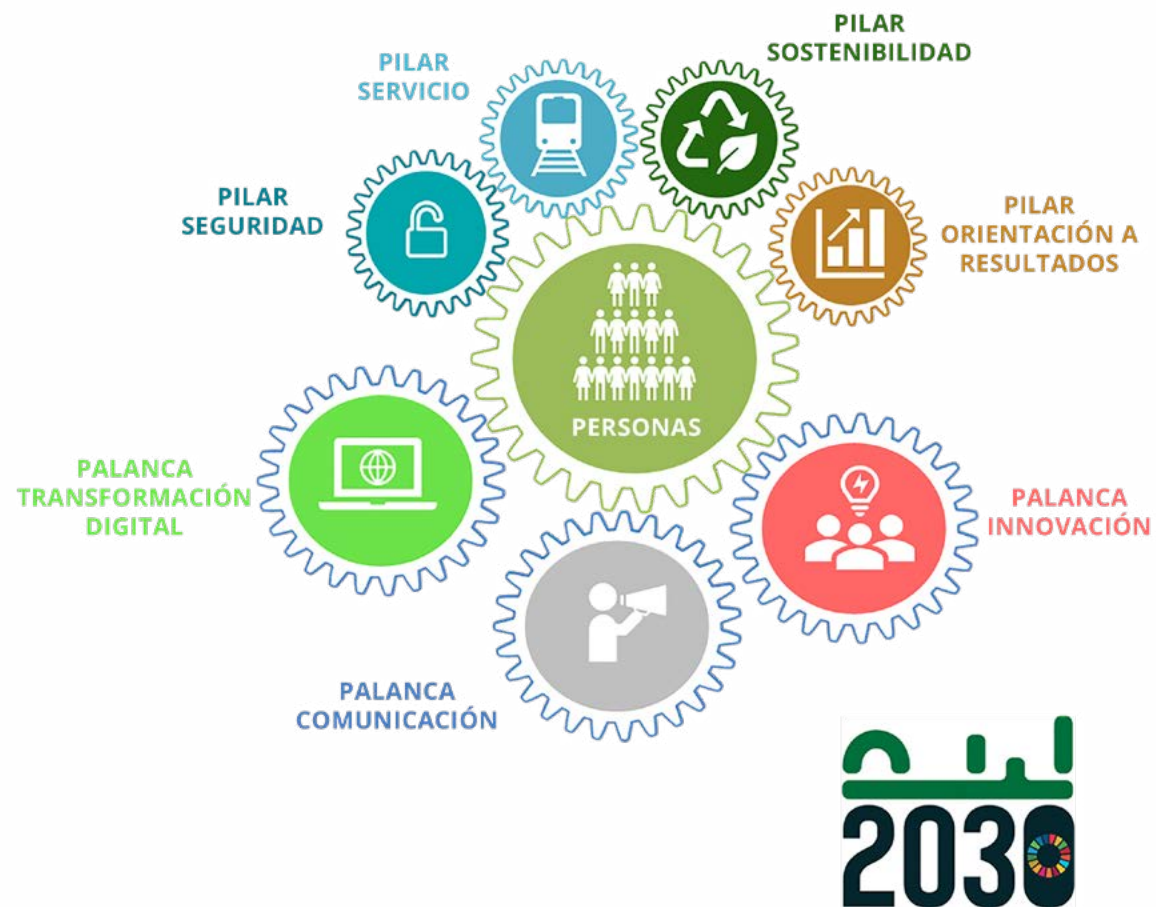 PILAR
SOSTENIBILIDAD
PILAR
SERVICIO
PILAR
SEGURIDAD
PILAR
ORIENTACIÓN A
RESULTADOS
PERSONAS
PALANCA
TRANSFORMACIÓN
DIGITAL
PALANCA
INNOVACIÓN
PALANCA
COMUNICACIÓN
2030